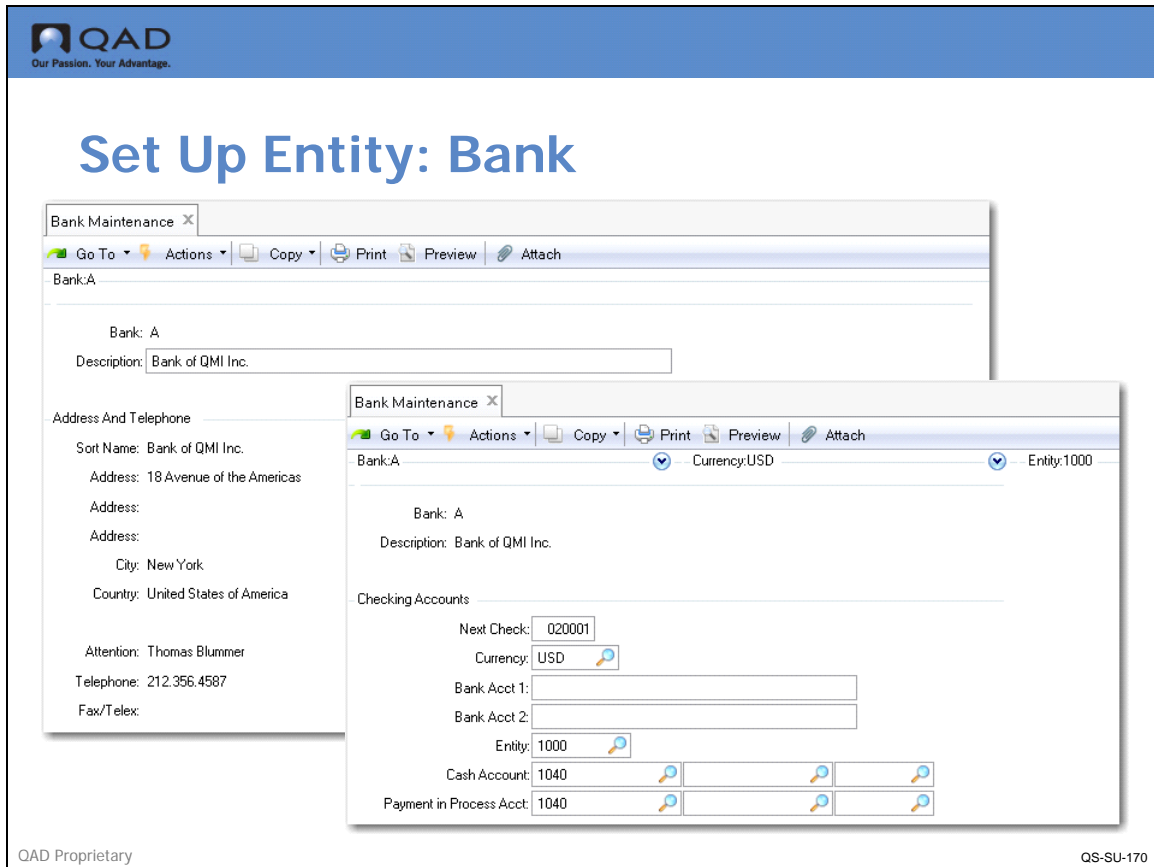 QAD
Our Passion. Your Advantage.
Set Up Entity: Bank
Bank Maintenance X
Go To Actions Copy Print Preview Attach
Bank:A
Bank: A
Description: Bank of QMI Inc.
Address And Telephone
Sort Name: Bank of QMI Inc.
Address: 18 Avenue of the Americas
Address:
Address:
City: New York
Country: United States of America
Attention: Thomas Blummer
Telephone: 212.356.4587
Fax/Telex:
Bank Maintenance X
Go To Actions Copy Print Preview Attach
Bank:A Currency:USD Entity:1000
Bank: A
Description: Bank of QMI Inc.
Checking Accounts
Next Check: 020001
Currency: USD
Bank Acct 1:
Bank Acct 2:
Entity: 1000
Cash Account: 1040
Payment in Process Acct: 1040
QAD Proprietary
QS-SU-170